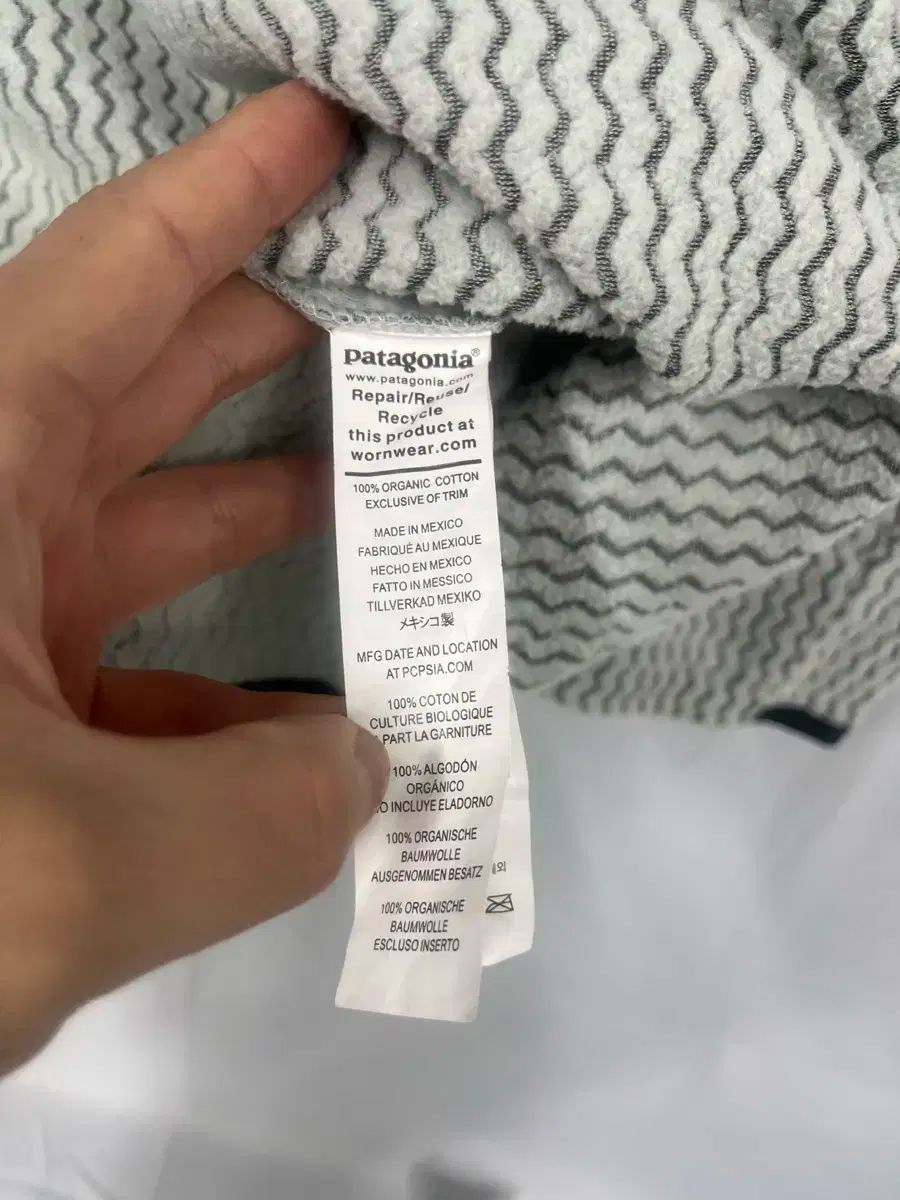 patagonia®
www.patagonia.com
Repair/Reuse/
Recycle
this product at
wornwear.com
100% ORGANIC COTTON
EXCLUSIVE OF TRIM
MADE IN MEXICO
FABRIQUÉ AU MEXIQUE
HECHO EN MEXICO
FATTO IN MESSICO
TILLVERKAD MEXIKO
メキシコ製
MFG DATE AND LOCATION
AT PCPSIA.COM
100% COTON DE
CULTURE BIOLOGIQUE
PART LA GARNITURE
100% ALGODÓN
ORGÁNICO
INCLUYE ELADORNO
100% ORGANISCHE
BAUMWOLLE
AUSGENOMMEN BESATZ
외
100% ORGANISCHE
BAUMWOLLE
ESCLUSO INSERTO